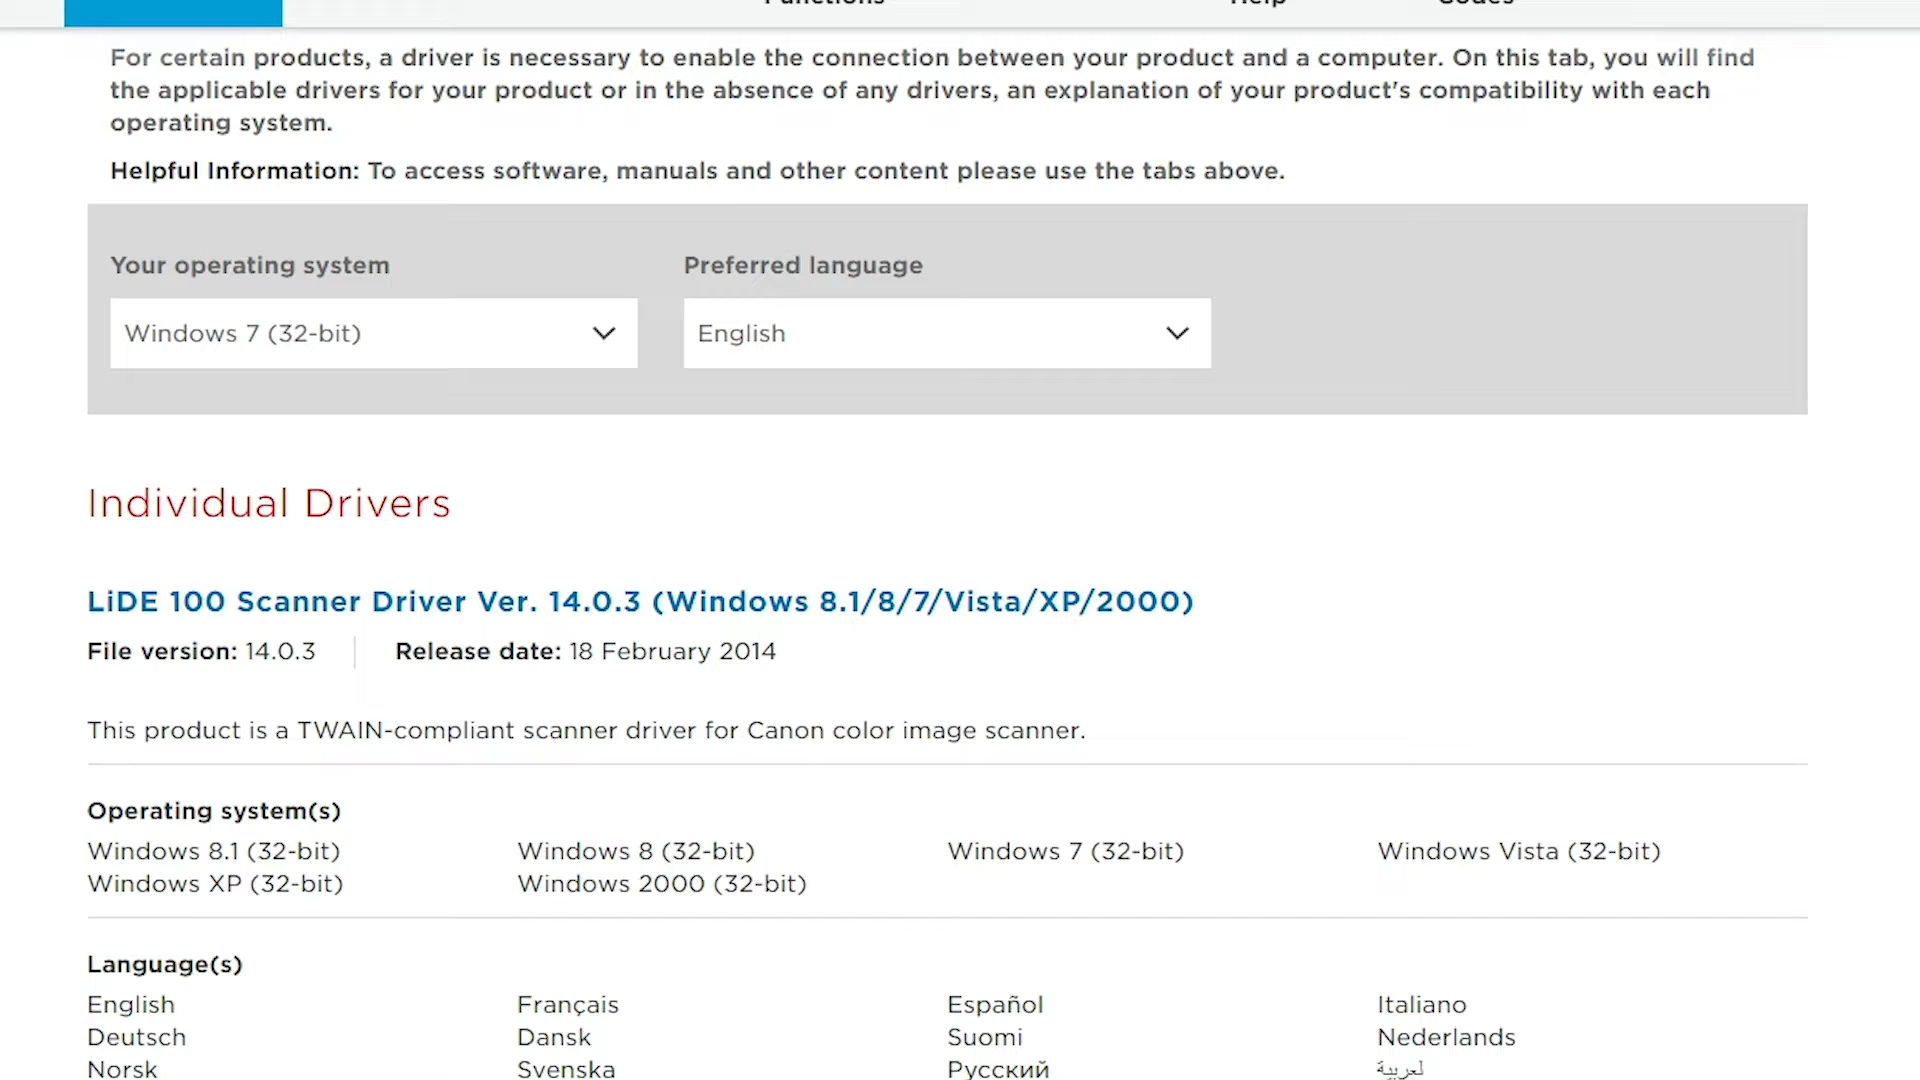 Functions Help Codes
For certain products, a driver is necessary to enable the connection between your product and a computer. On this tab, you will find
the applicable drivers for your product or in the absence of any drivers, an explanation of your product's compatibility with each
operating system.
Helpful Information: To access software, manuals and other content please use the tabs above.
Your operating system Preferred language
Windows 7 (32-bit) English
Individual Drivers
LiDE 100 Scanner Driver Ver. 14.0.3 (Windows 8.1/8/7/Vista/XP/2000)
File version: 14.0.3 Release date: 18 February 2014
This product is a TWAIN-compliant scanner driver for Canon color image scanner.
Operating system(s)
Windows 8.1 (32-bit) Windows 8 (32-bit) Windows 7 (32-bit) Windows Vista (32-bit)
Windows XP (32-bit) Windows 2000 (32-bit)
Language(s)
English Français Español Italiano
Deutsch Dansk Suomi Nederlands
Norsk Svenska Русский لعربية